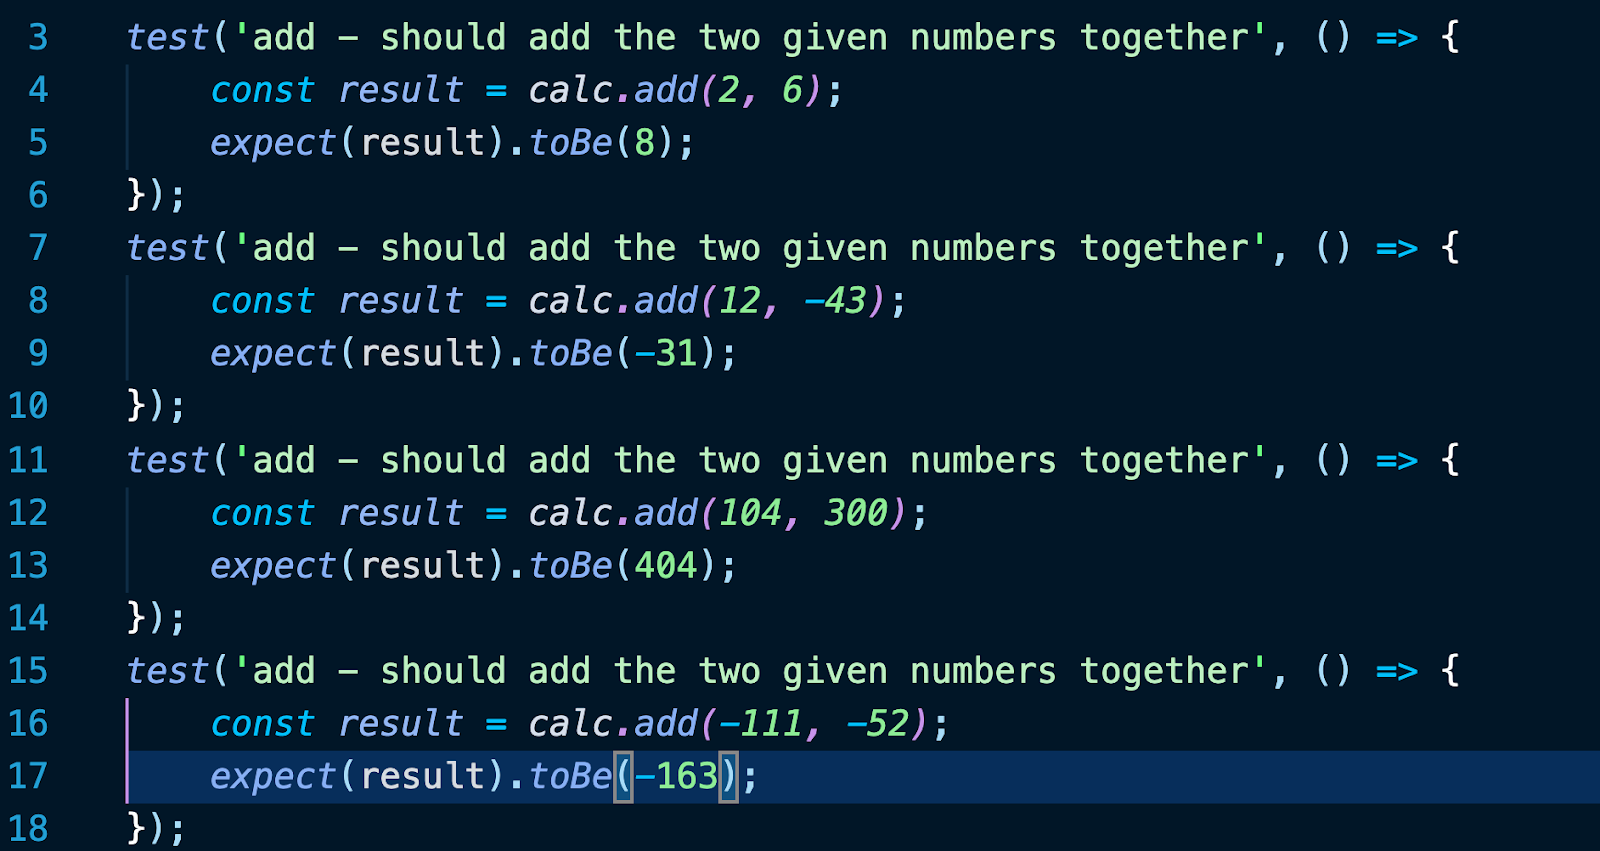 3 test('add - should add the two given numbers together', () => {
4 const result = calc.add(2, 6);
5 expect(result).toBe(8);
6 });
7 test('add - should add the two given numbers together', () => {
8 const result = calc.add(12, -43);
9 expect(result).toBe(-31);
10 });
11 test('add - should add the two given numbers together', () => {
12 const result = calc.add(104, 300);
13 expect(result).toBe(404);
14 });
15 test('add - should add the two given numbers together', () => {
16 const result = calc.add(-111, -52);
17 expect(result).toBe(-163);
18 });